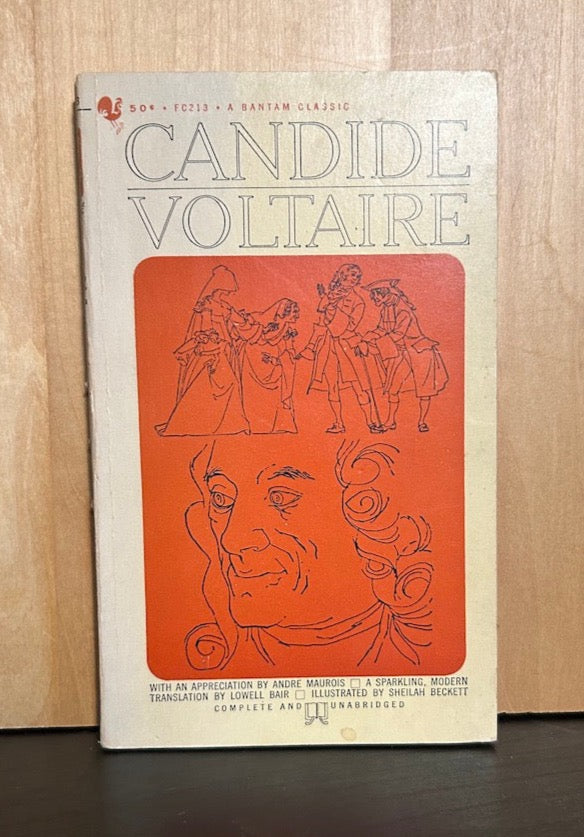 50¢ • FC213 • A BANTAM CLASSIC
CANDIDE
VOLTAIRE
WITH AN APPRECIATION BY ANDRE MAUROIS □ A SPARKLING, MODERN
TRANSLATION BY LOWELL BAIR □ ILLUSTRATED BY SHEILAH BECKETT
COMPLETE AND UNABRIDGED